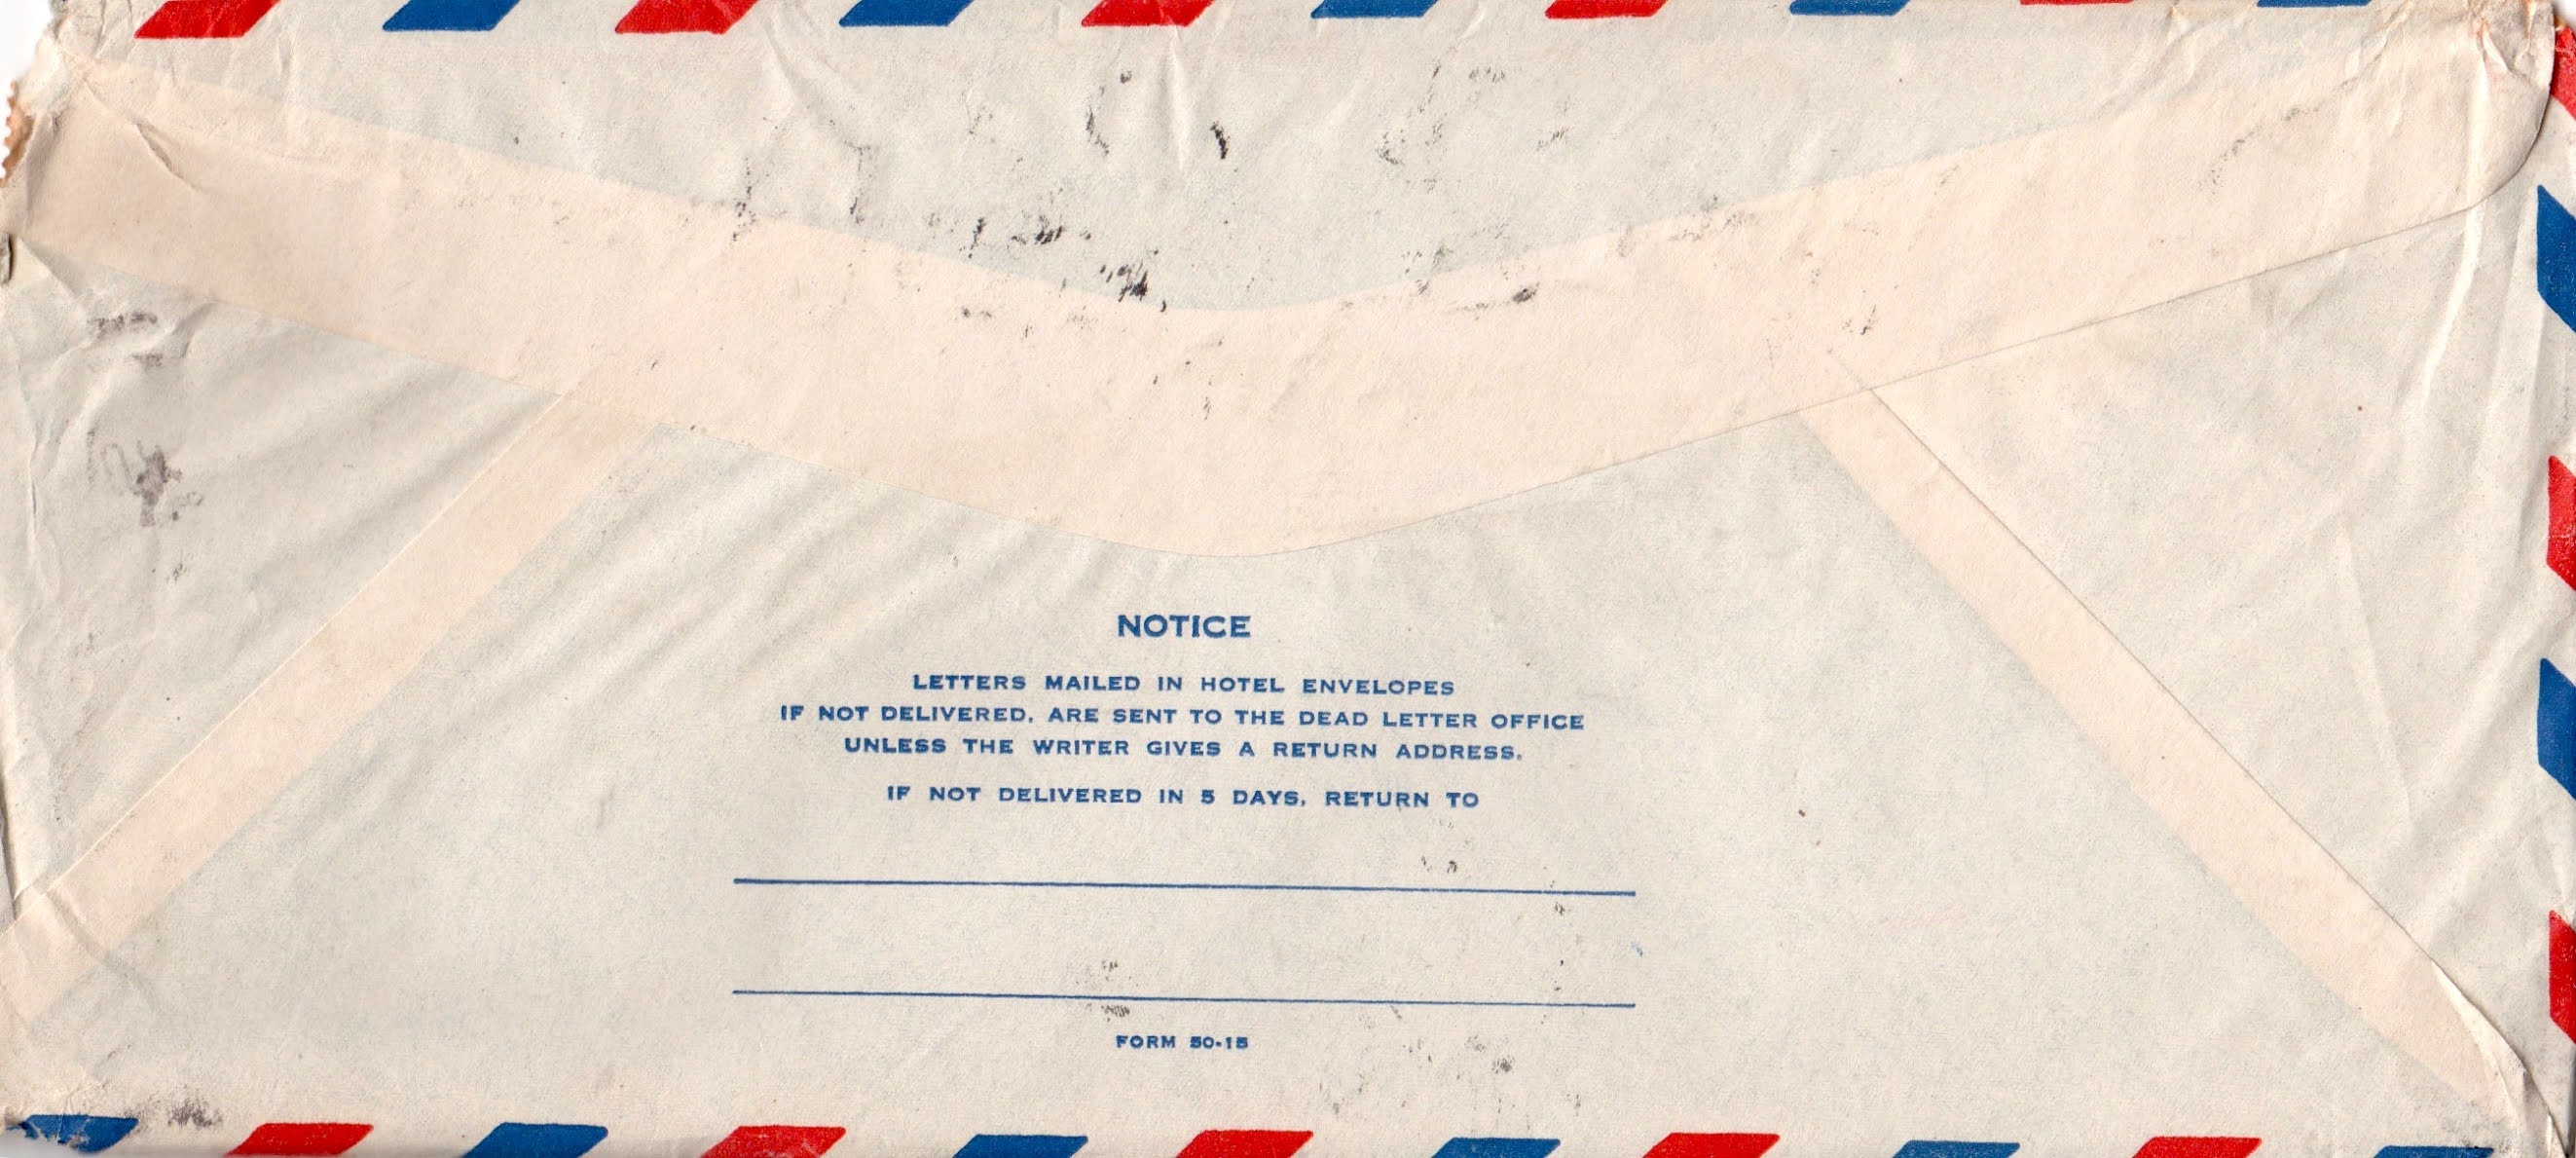 NOTICE
LETTERS MAILED IN HOTEL ENVELOPES
IF NOT DELIVERED, ARE SENT TO THE DEAD LETTER OFFICE
UNLESS THE WRITER GIVES A RETURN ADDRESS.
IF NOT DELIVERED IN 5 DAYS, RETURN TO
FORM 50-15